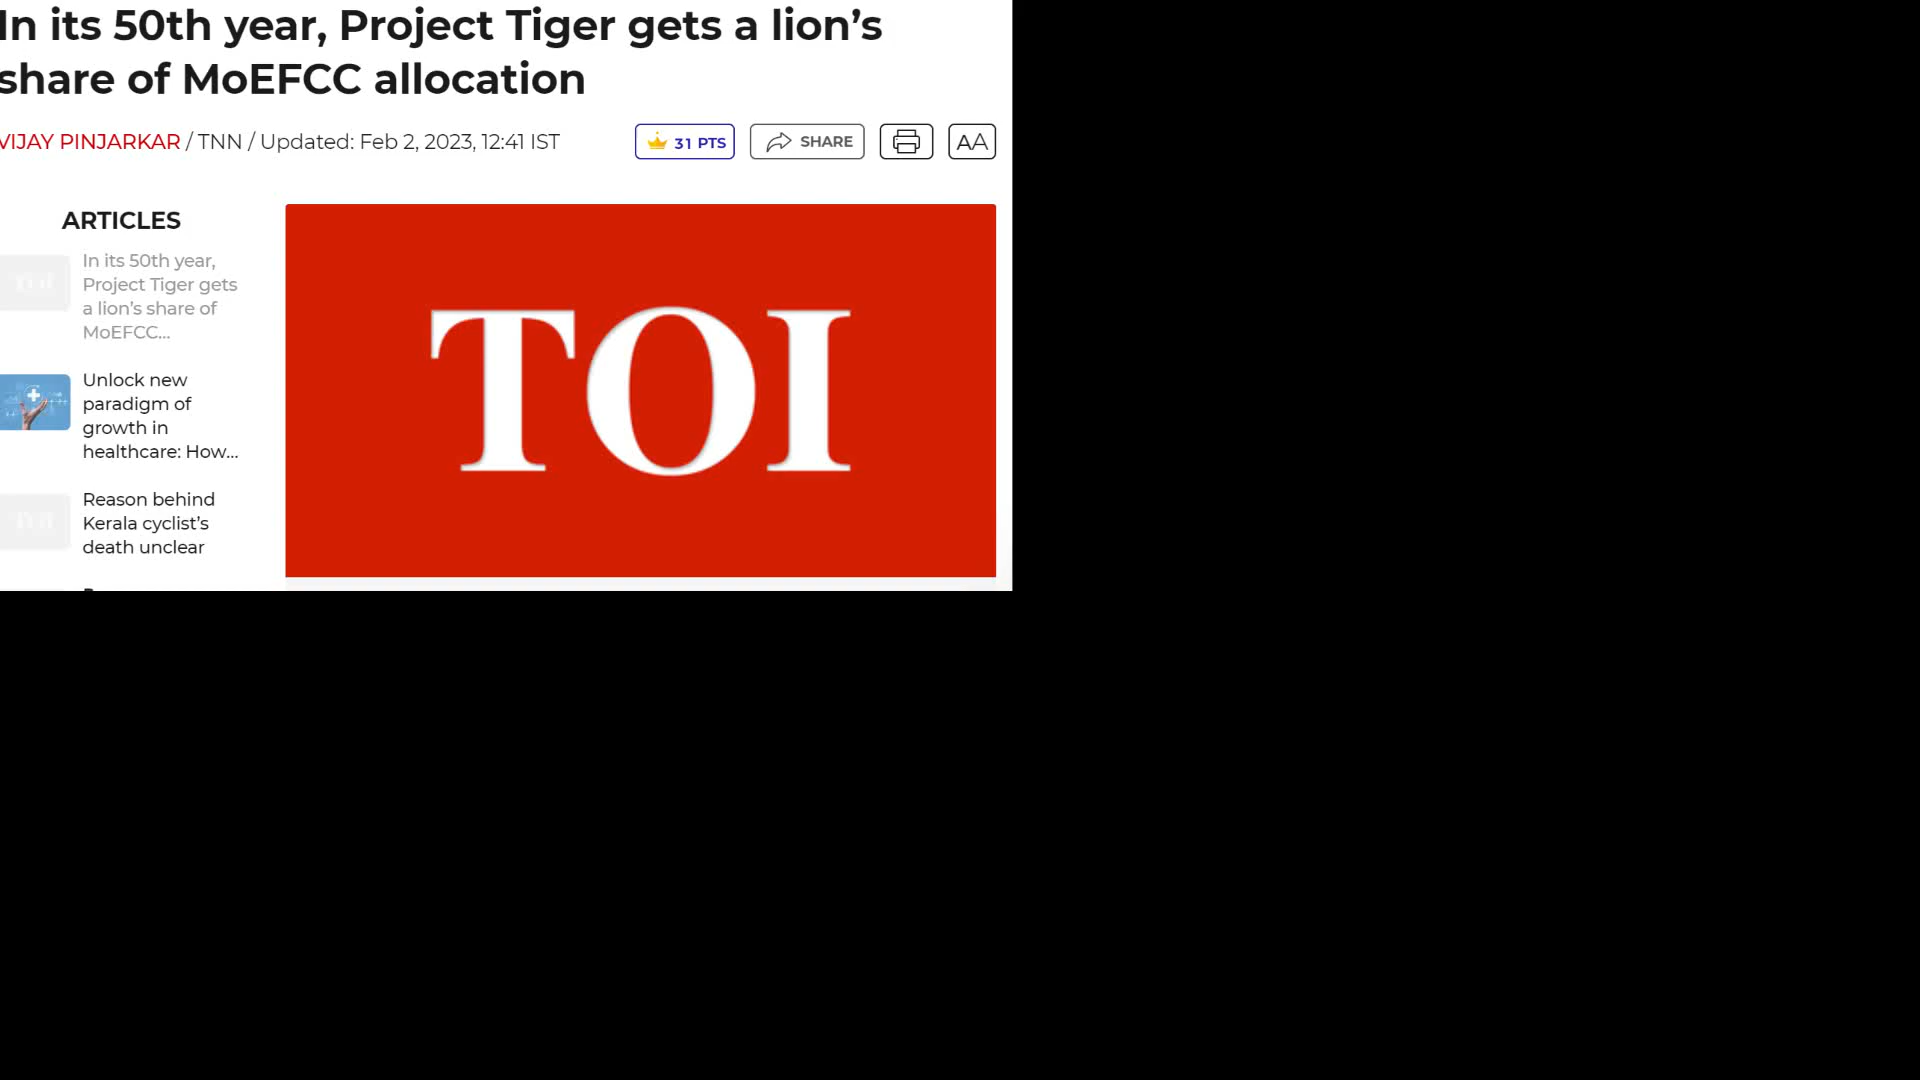 In its 50th year, Project Tiger gets a lion’s
share of MoEFCC allocation
VIJAY PINJARKAR / TNN / Updated: Feb 2, 2023, 12:41 IST
31 PTS
SHARE
AA
ARTICLES
In its 50th year,
Project Tiger gets
a lion’s share of
MoEFCC...
Unlock new
paradigm of
growth in
healthcare: How...
Reason behind
Kerala cyclist’s
death unclear
TOI